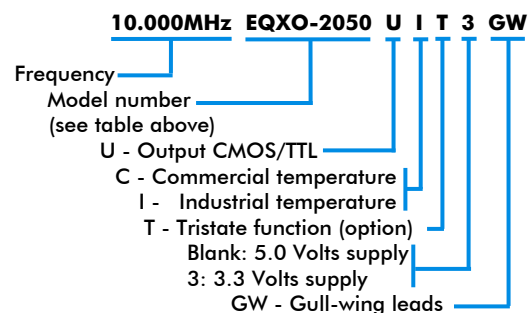 10.000MHz EQXO-2050 U I T 3 GW
Frequency
Model number
(see table above)
U - Output CMOS/TTL
C - Commercial temperature
I - Industrial temperature
T - Tristate function (option)
Blank: 5.0 Volts supply
3: 3.3 Volts supply
GW - Gull-wing leads